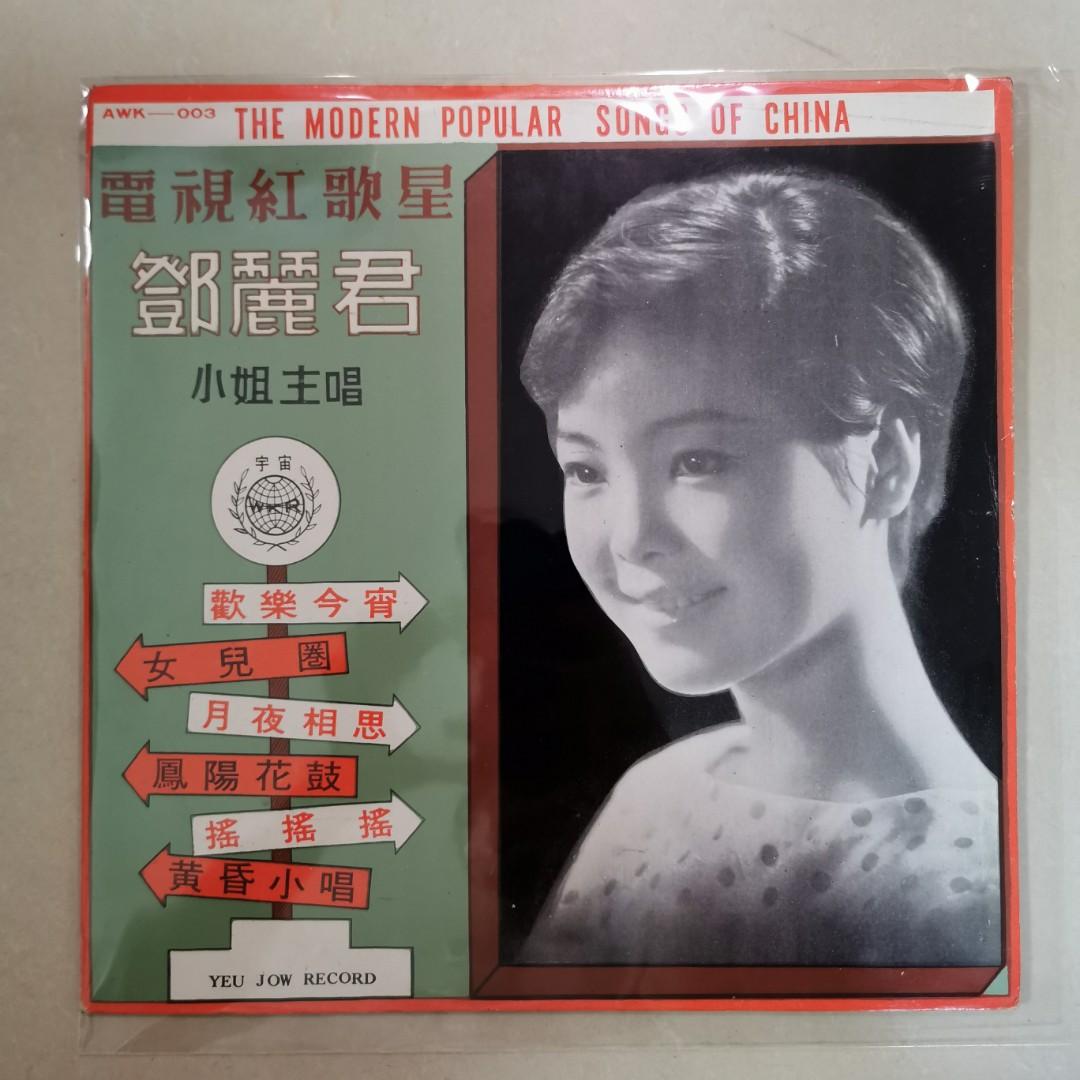 AWK—003 THE MODERN POPULAR SONGS OF CHINA
電視紅歌星
鄧麗君
小姐主唱
宇宙
WKR
歡樂今宵
女兒圈
月夜相思
鳳陽花鼓
搖搖搖
黄昏小唱
YEU JOW RECORD